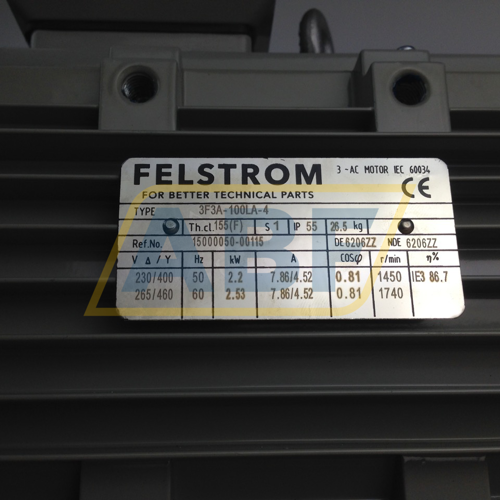 FELSTROM 3 -AC MOTOR IEC 60034
FOR BETTER TECHNICAL PARTS CE
TYPE 3F3A-100LA-4
Th.cl.155(F) S 1 IP 55 26.5 kg
Ref.No. 15000050-00115 DE 6206ZZ NDE 6206ZZ
V Δ / Y Hz kW A COSφ r/min η%
230/400 50 2.2 7.86/4.52 0.81 1450 IE3 86.7
265/460 60 2.53 7.86/4.52 0.81 1740
ABT